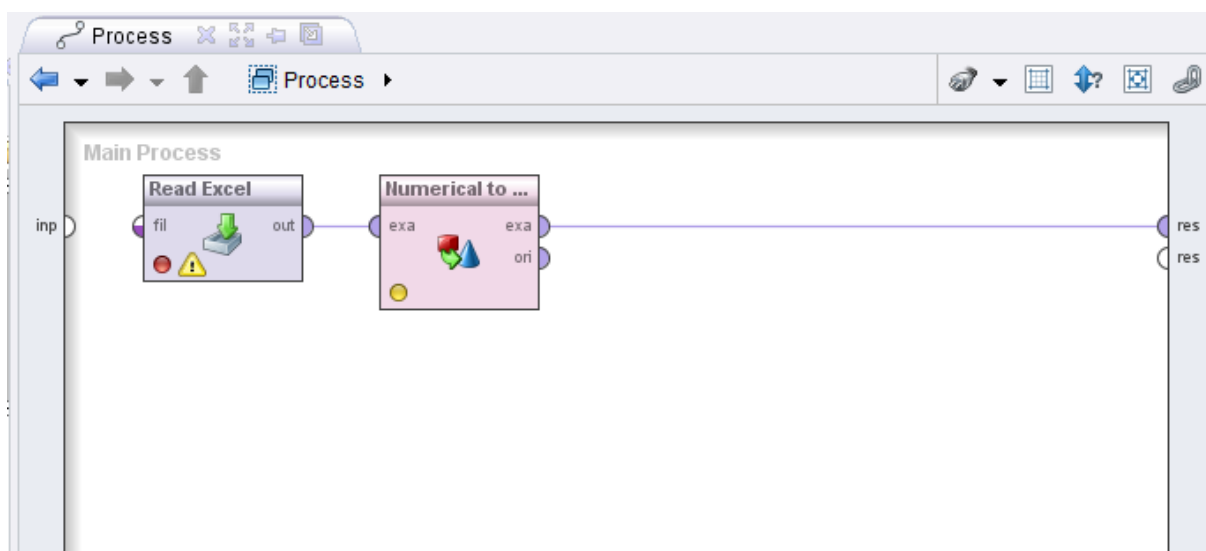 Process
Process
Main Process
Read Excel
Numerical to ...
inp
fil
out
exa
exa
res
ori
res